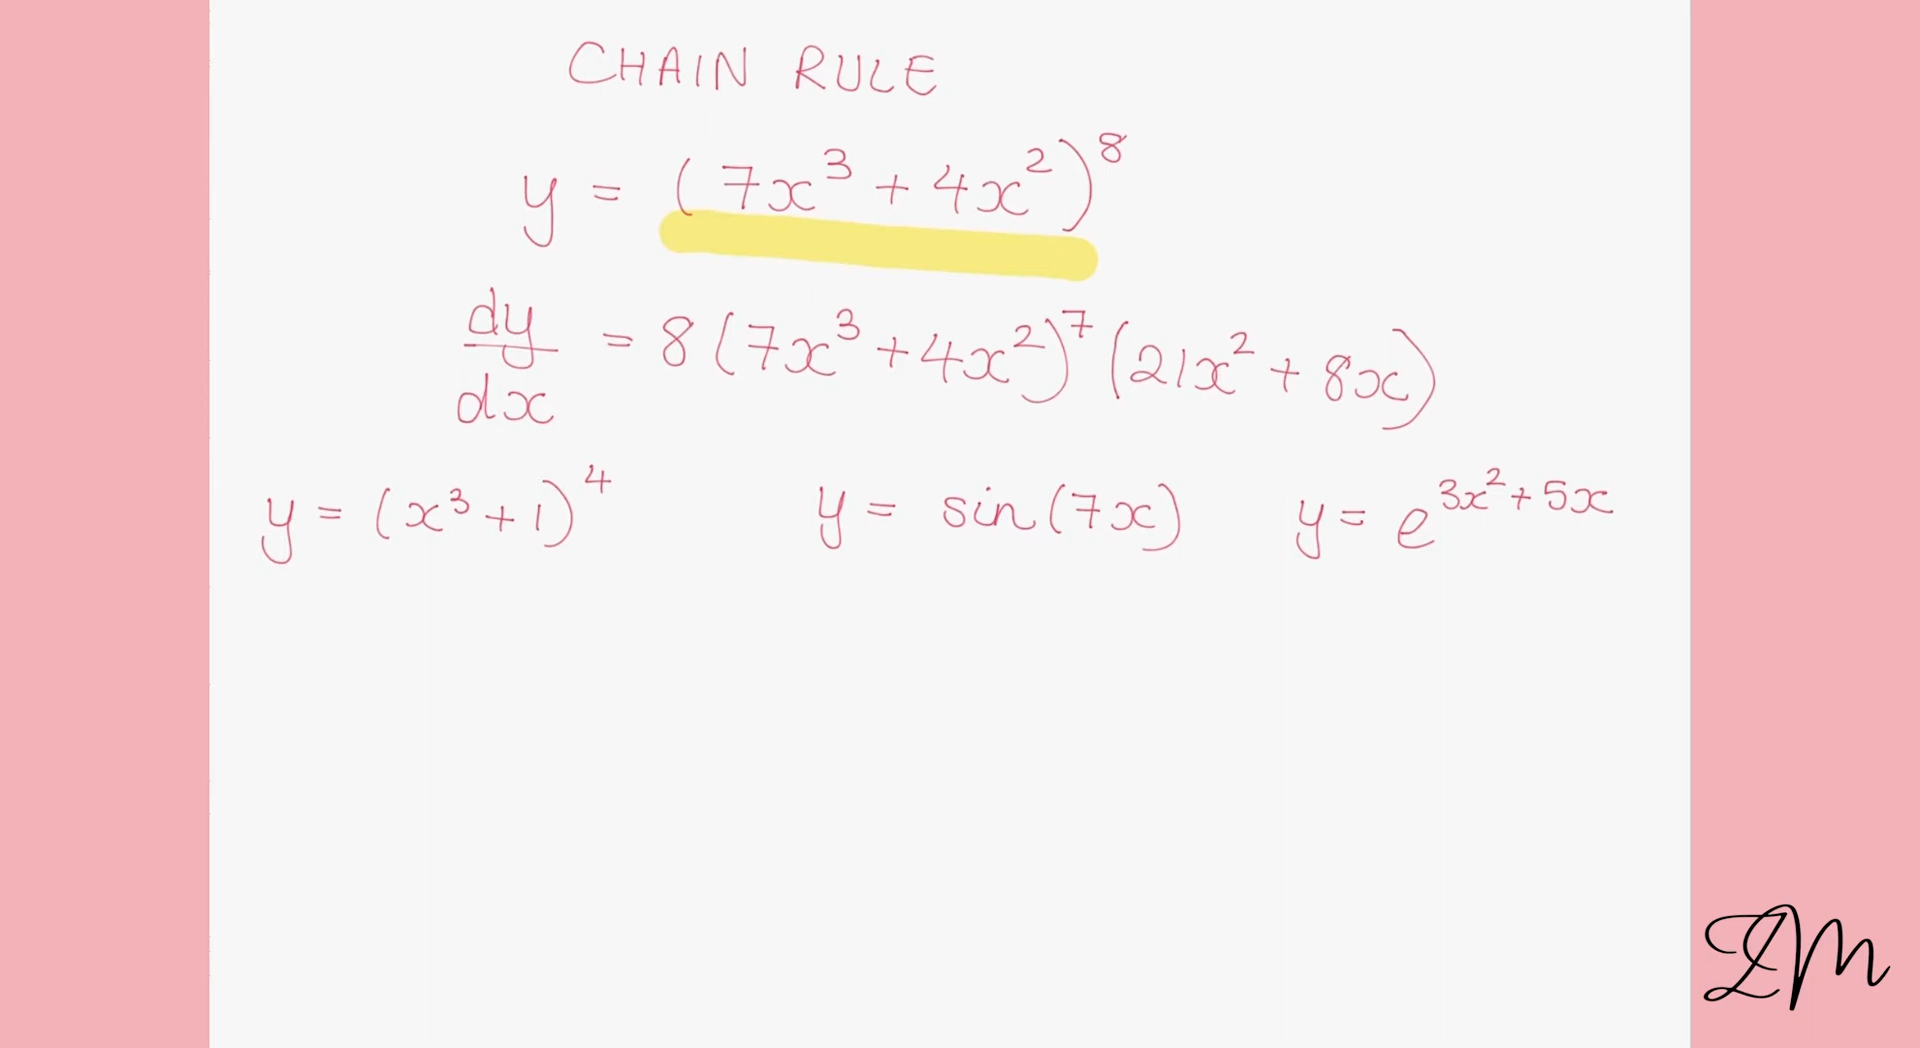 CHAIN RULE
y = (7x³ + 4x²)⁸
dy/dx = 8(7x³ + 4x²)⁷(21x² + 8x)
y = (x³ + 1)⁴ y = sin(7x) y = e^(3x² + 5x)
LM